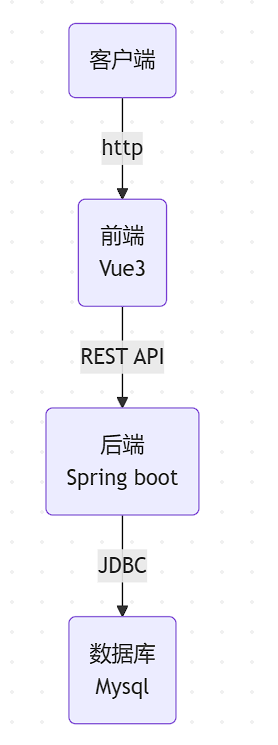 客户端
http
前端
Vue3
REST API
后端
Spring boot
JDBC
数据库
Mysql